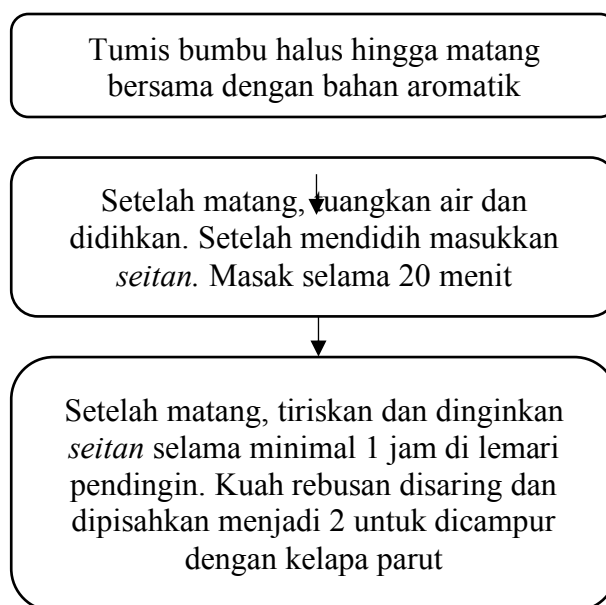 Tumis bumbu halus hingga matang
bersama dengan bahan aromatik
Setelah matang, tuangkan air dan
didihkan. Setelah mendidih masukkan
seitan. Masak selama 20 menit
Setelah matang, tiriskan dan dinginkan
seitan selama minimal 1 jam di lemari
pendingin. Kuah rebusan disaring dan
dipisahkan menjadi 2 untuk dicampur
dengan kelapa parut